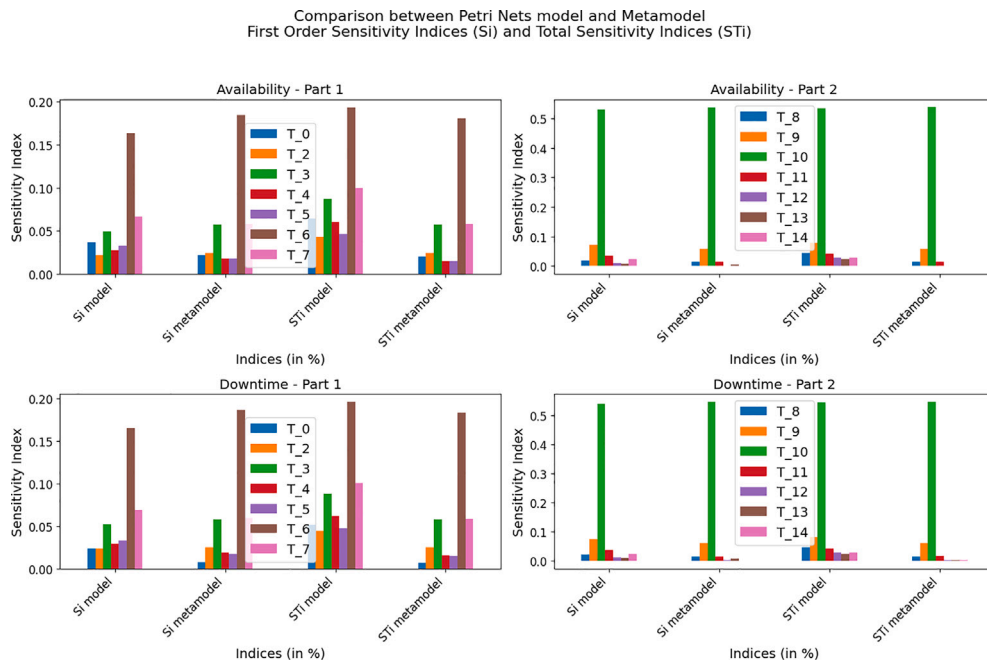 Comparison between Petri Nets model and Metamodel
First Order Sensitivity Indices (Si) and Total Sensitivity Indices (STi)
Availability - Part 1
Sensitivity Index
0.20
0.15
0.10
0.05
0.00
T_0
T_2
T_3
T_4
T_5
T_6
T_7
Si model
Si metamodel
STi model
STi metamodel
Indices (in %)
Availability - Part 2
Sensitivity Index
0.5
0.4
0.3
0.2
0.1
0.0
T_8
T_9
T_10
T_11
T_12
T_13
T_14
Si model
Si metamodel
STi model
STi metamodel
Indices (in %)
Downtime - Part 1
Sensitivity Index
0.20
0.15
0.10
0.05
0.00
T_0
T_2
T_3
T_4
T_5
T_6
T_7
Si model
Si metamodel
STi model
STi metamodel
Indices (in %)
Downtime - Part 2
Sensitivity Index
0.5
0.4
0.3
0.2
0.1
0.0
T_8
T_9
T_10
T_11
T_12
T_13
T_14
Si model
Si metamodel
STi model
STi metamodel
Indices (in %)